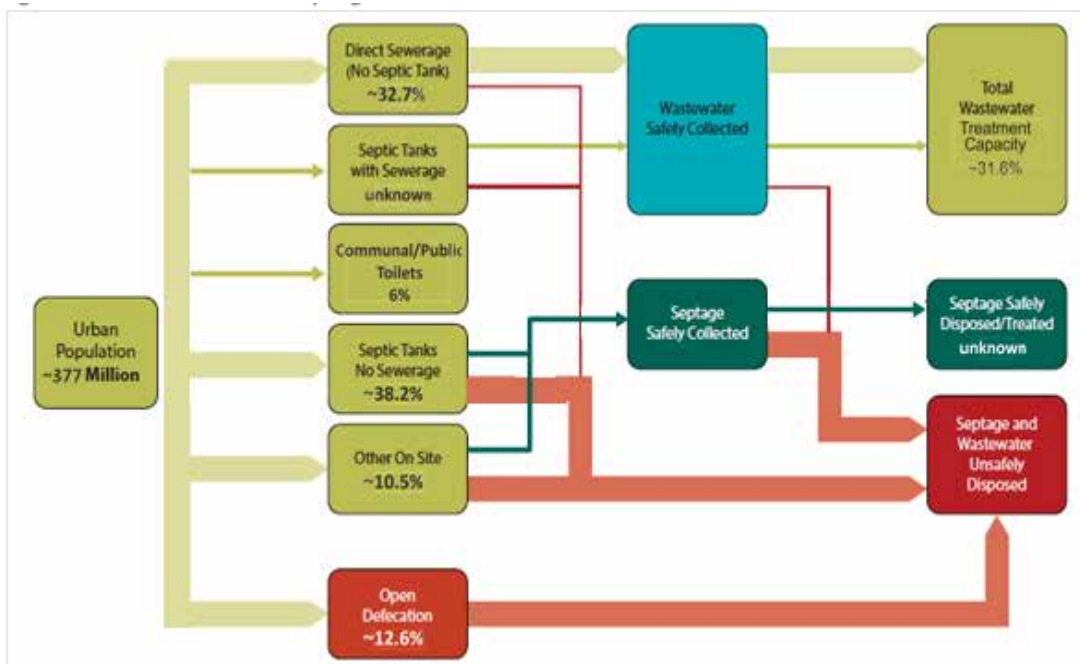 Direct Sewerage
(No Septic Tank)
~32.7%
Septic Tanks
with Sewerage
unknown
Communal/Public
Toilets
6%
Urban
Population
~377 Million
Septic Tanks
No Sewerage
~38.2%
Other On Site
~10.5%
Open
Defecation
~12.6%
Wastewater
Safely Collected
Septage
Safely Collected
Total
Wastewater
Treatment
Capacity
~31.6%
Septage Safely
Disposed/Treated
unknown
Septage and
Wastewater
Unsafely
Disposed